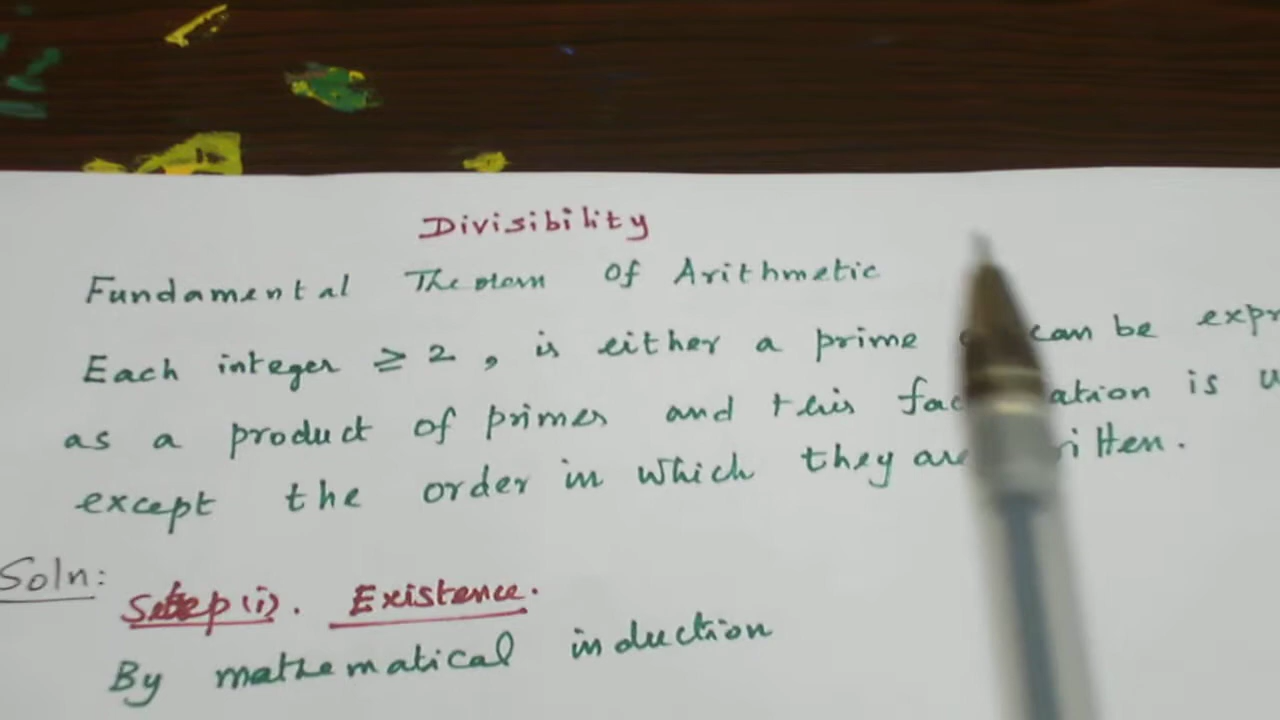 Divisibility
Fundamental Theorem Of Arithmetic
Each integer ≥ 2, is either a prime can be expr
as a product of primes and this fac ation is u
except the order in which they are itten.
Soln: Step (i). Existence.
By mathematical induction